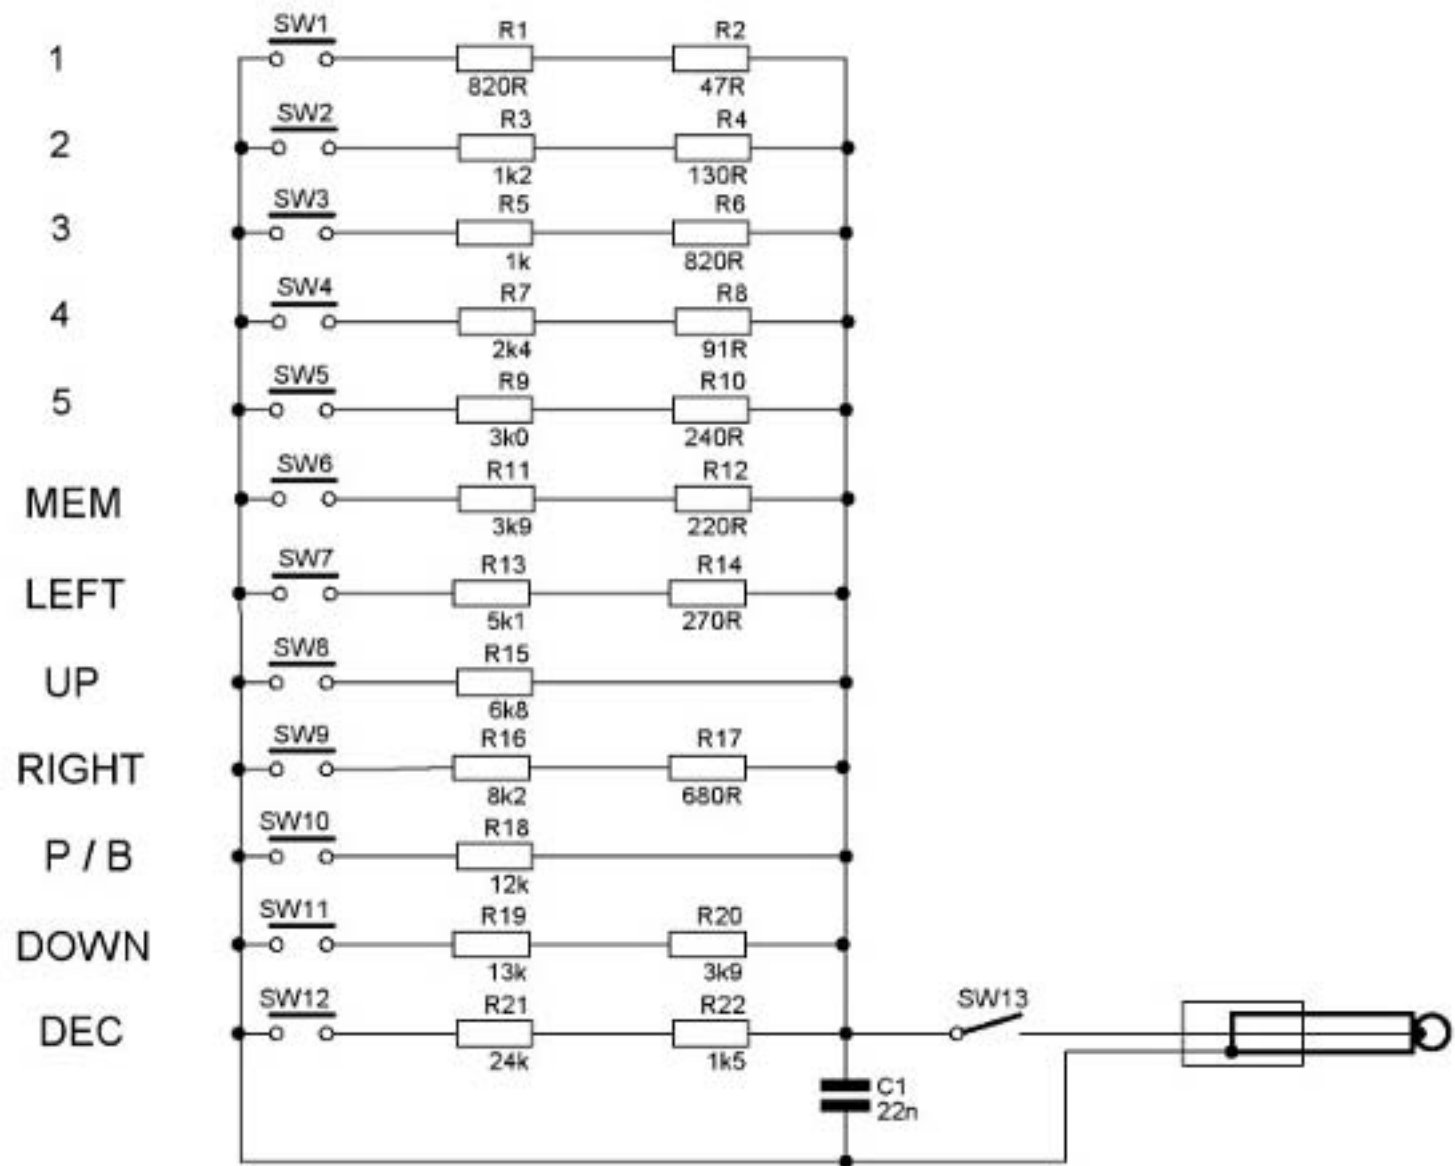 SW1 R1 R2
1
820R 47R
SW2 R3 R4
2
1k2 130R
SW3 R5 R6
3
1k 820R
SW4 R7 R8
4
2k4 91R
SW5 R9 R10
5
3k0 240R
SW6 R11 R12
MEM
3k9 220R
SW7 R13 R14
LEFT
5k1 270R
SW8 R15
UP
6k8
SW9 R16 R17
RIGHT
8k2 680R
SW10 R18
P / B
12k
SW11 R19 R20
DOWN
13k 3k9
SW12 R21 R22 SW13
DEC
24k 1k5
C1
22n